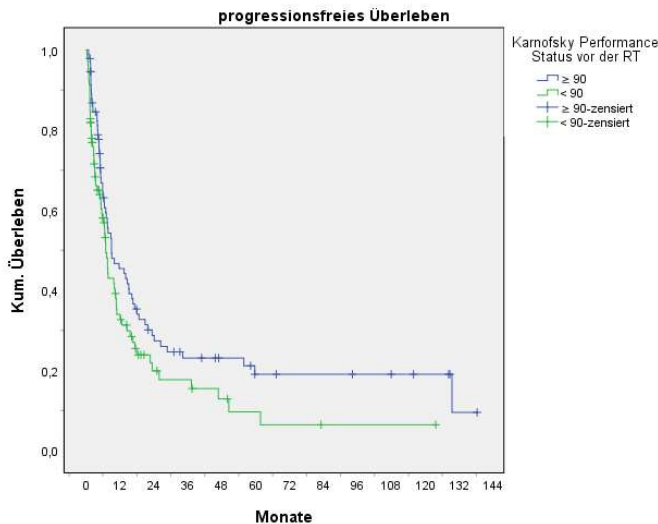 progressionsfreies Überleben
Karnofsky Performance
Status vor der RT
≥ 90
< 90
≥ 90-zensiert
< 90-zensiert
Kum. Überleben
1,0
0,8
0,6
0,4
0,2
0,0
0 12 24 36 48 60 72 84 96 108 120 132 144
Monate